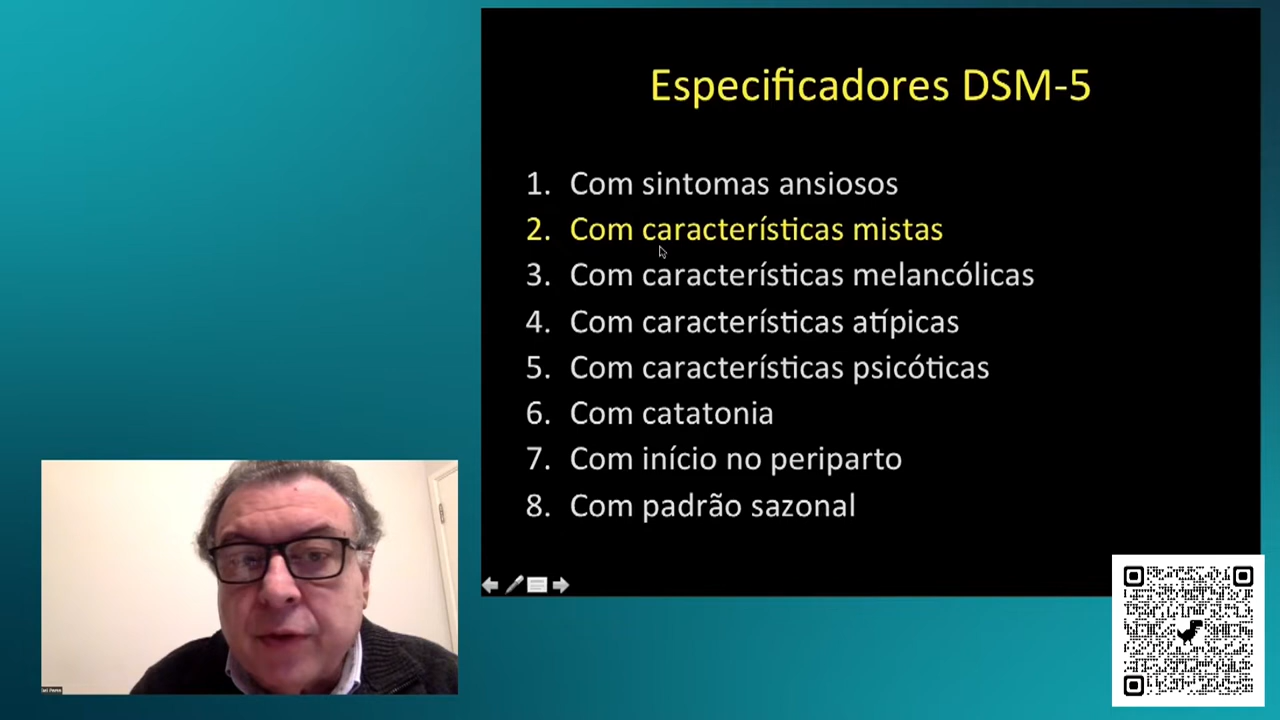 Especificadores DSM-5
1. Com sintomas ansiosos
2. Com características mistas
3. Com características melancólicas
4. Com características atípicas
5. Com características psicóticas
6. Com catatonia
7. Com início no periparto
8. Com padrão sazonal